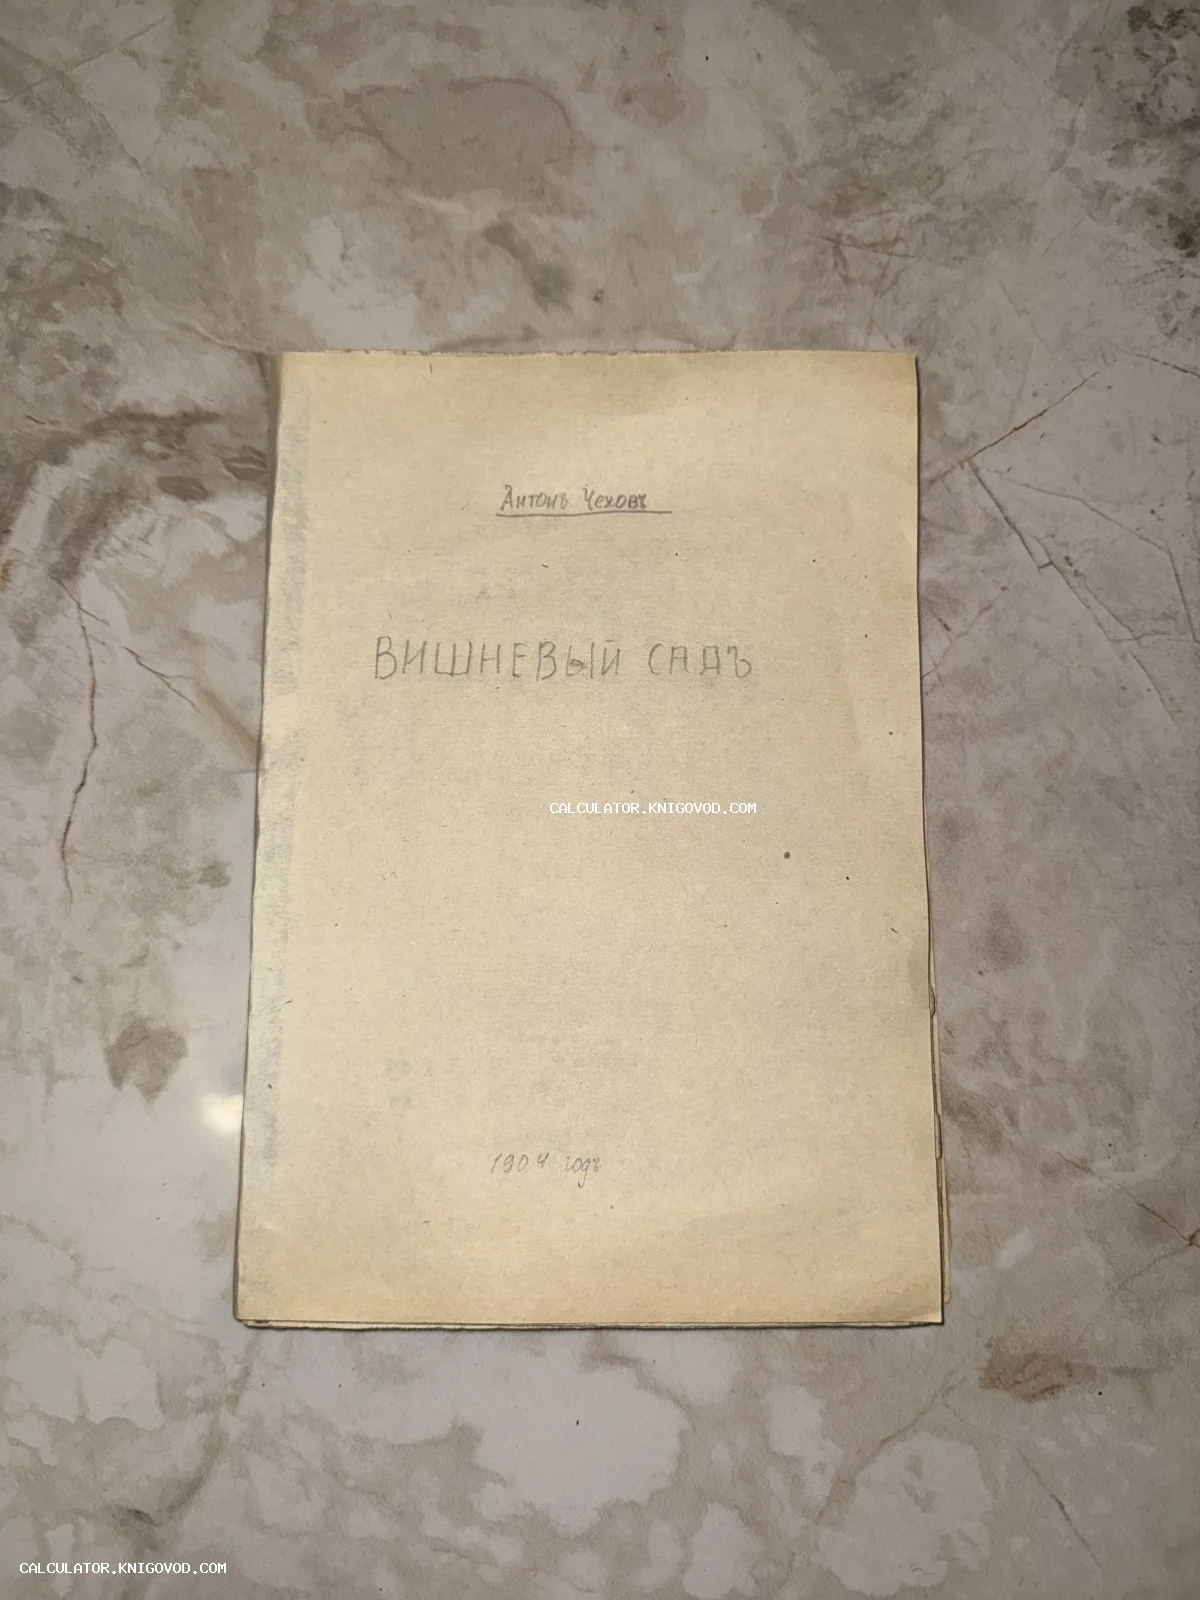 Антонъ Чеховъ
ВИШНЕВЫЙ САДЪ
CALCULATOR.KNIGOVOD.COM
1904 годъ
CALCULATOR.KNIGOVOD.COM